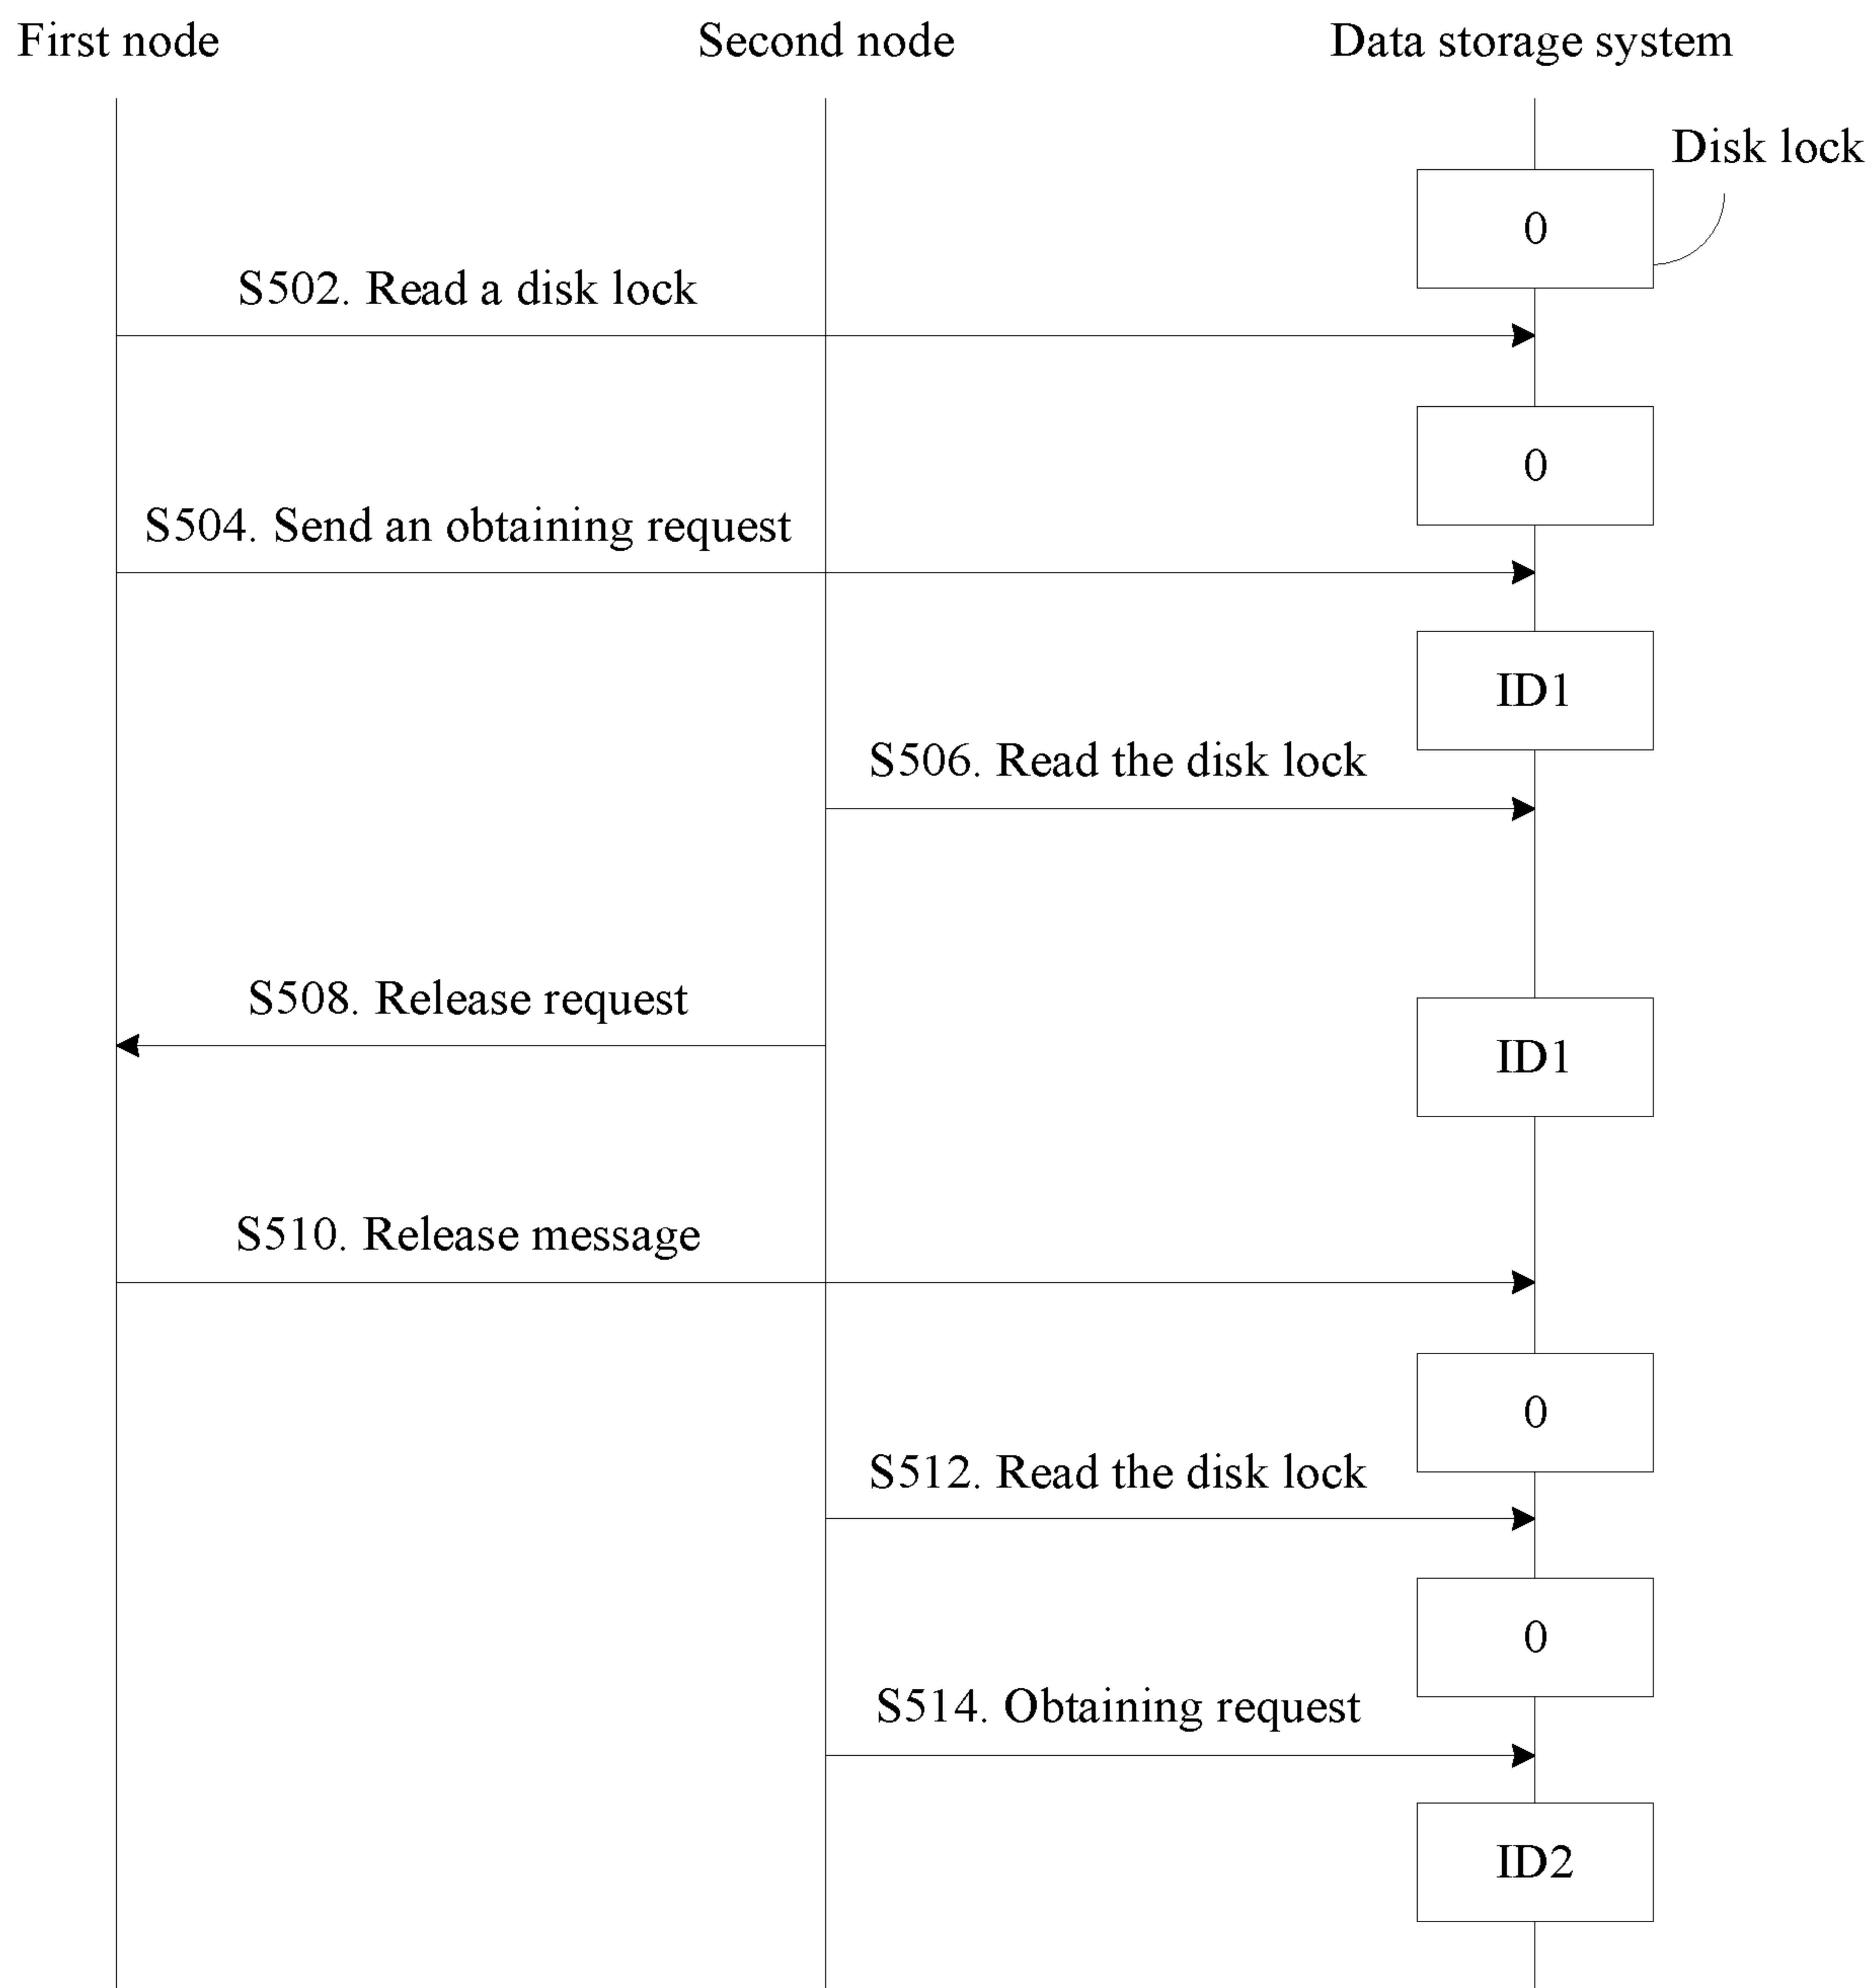 First node
Second node
Data storage system
Disk lock
0
S502. Read a disk lock
0
S504. Send an obtaining request
ID1
S506. Read the disk lock
S508. Release request
ID1
S510. Release message
0
S512. Read the disk lock
0
S514. Obtaining request
ID2